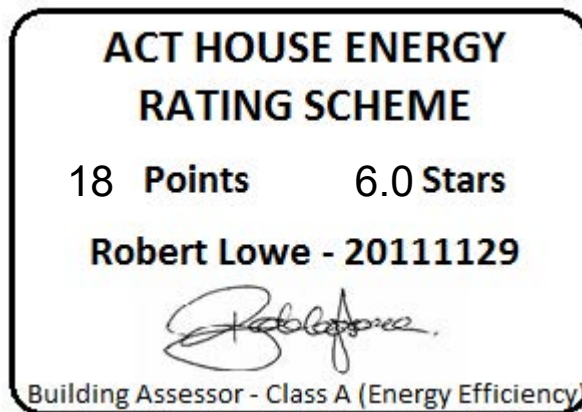 ACT HOUSE ENERGY
RATING SCHEME
18 Points 6.0 Stars
Robert Lowe - 20111129
Building Assessor - Class A (Energy Efficiency)